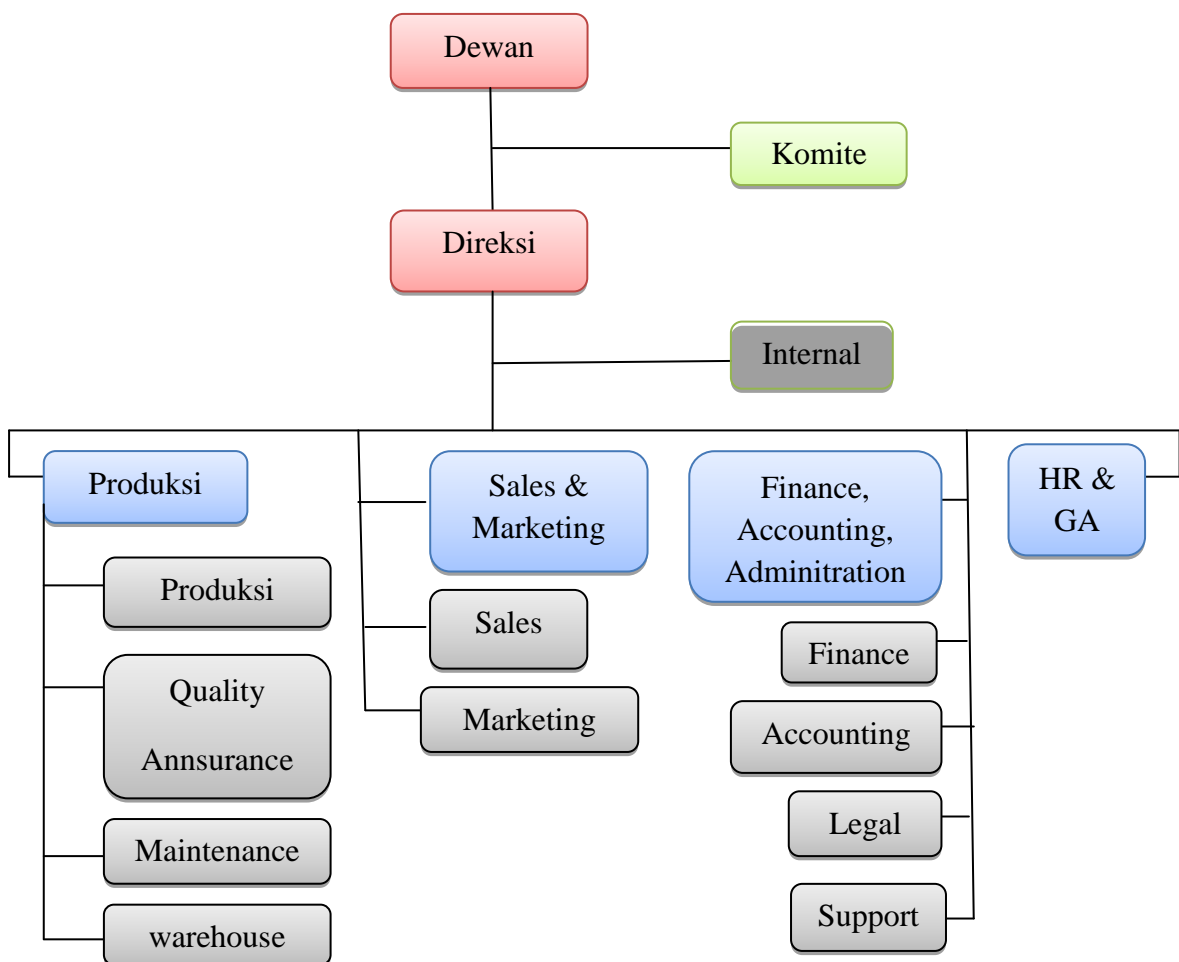 Dewan
Komite
Direksi
Internal
Produksi
Produksi
Quality
Annsurance
Maintenance
warehouse
Sales &
Marketing
Sales
Marketing
Finance,
Accounting,
Adminitration
Finance
Accounting
Legal
Support
HR &
GA